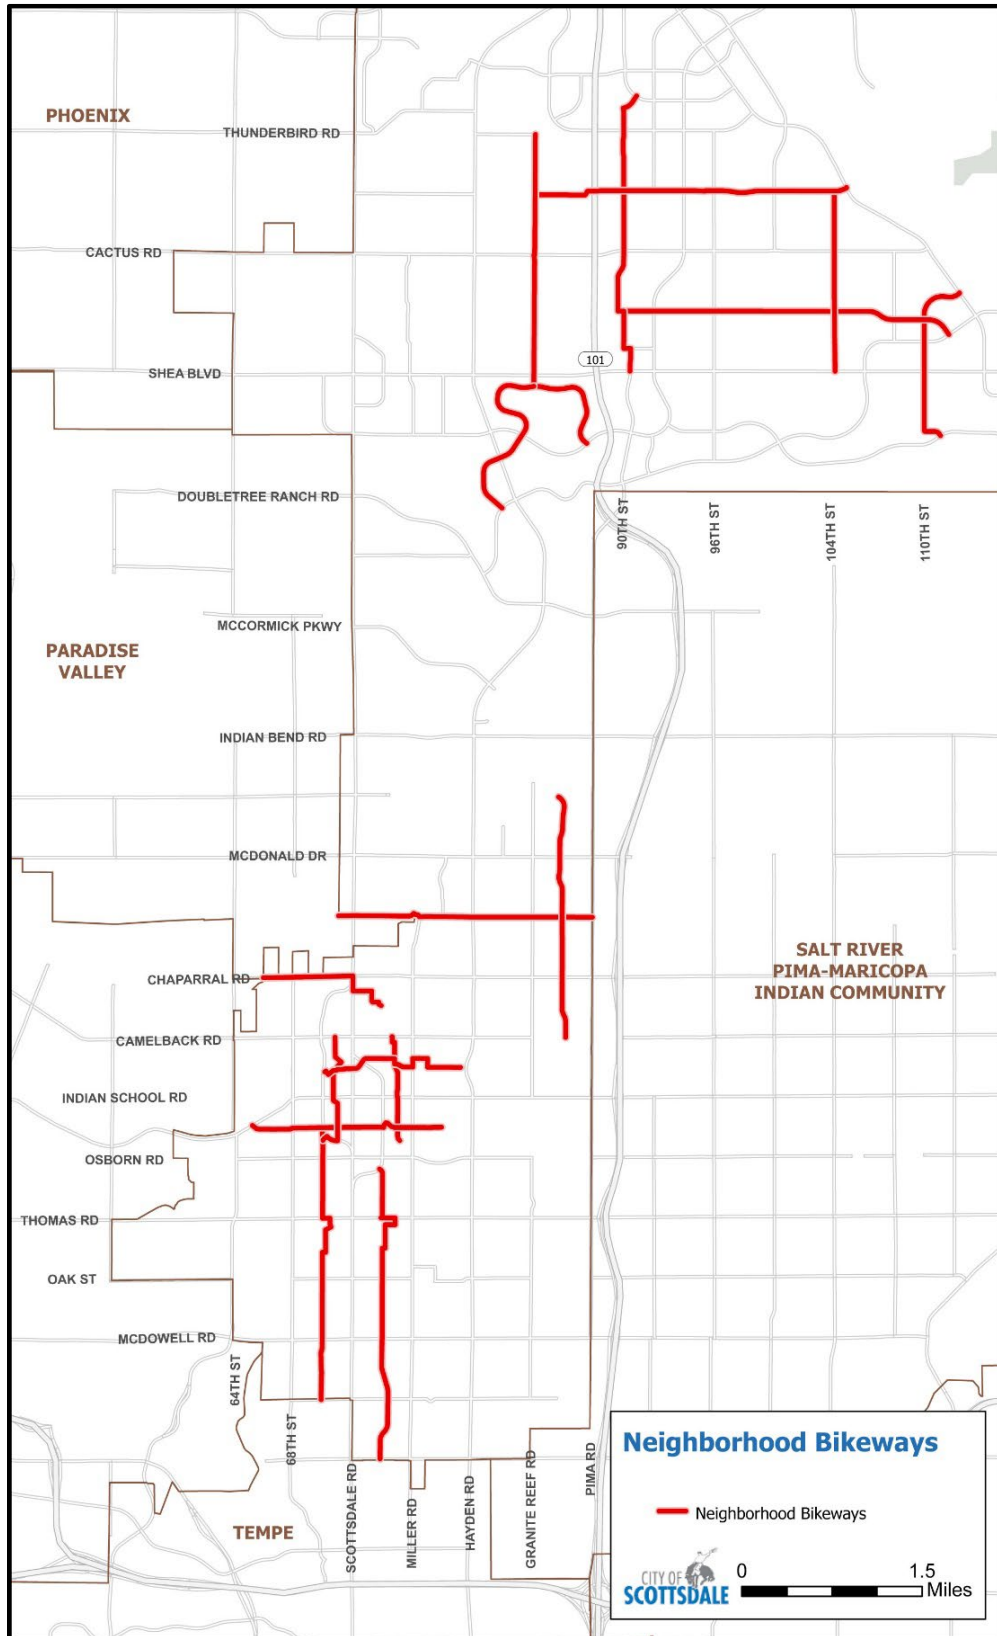 PHOENIX
THUNDERBIRD RD
CACTUS RD
101
SHEA BLVD
DOUBLETREE RANCH RD
90TH ST
96TH ST
104TH ST
110TH ST
MCCORMICK PKWY
PARADISE
VALLEY
INDIAN BEND RD
MCDONALD DR
SALT RIVER
PIMA-MARICOPA
INDIAN COMMUNITY
CHAPARRAL RD
CAMELBACK RD
INDIAN SCHOOL RD
OSBORN RD
THOMAS RD
OAK ST
MCDOWELL RD
64TH ST
68TH ST
SCOTTSDALE RD
MILLER RD
HAYDEN RD
GRANITE REEF RD
PIMA RD
TEMPE
Neighborhood Bikeways
Neighborhood Bikeways
CITY OF
SCOTTSDALE
0 1.5
Miles